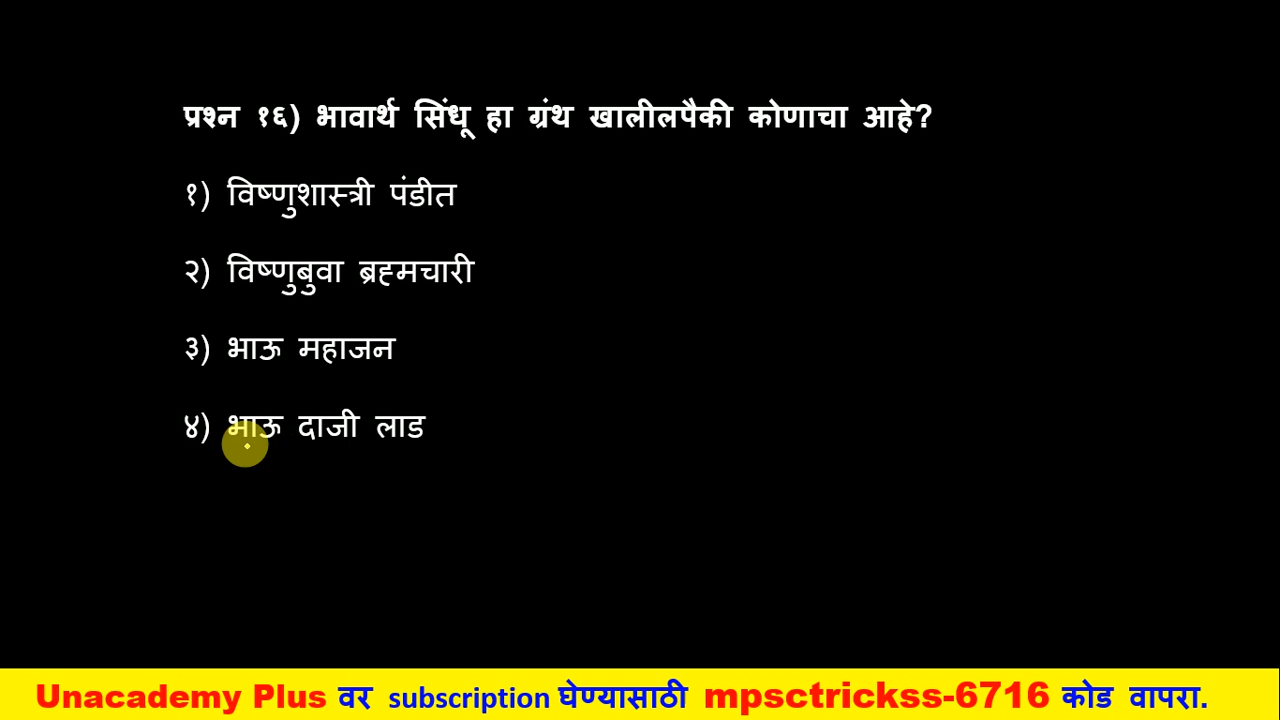 प्रश्न १६) भावार्थ सिंधू हा ग्रंथ खालीलपैकी कोणाचा आहे?
१) विष्णुशास्त्री पंडीत
२) विष्णुबुवा ब्रह्मचारी
३) भाऊ महाजन
४) भाऊ दाजी लाड
Unacademy Plus वर subscription घेण्यासाठी mpsctrickss-6716 कोड वापरा.